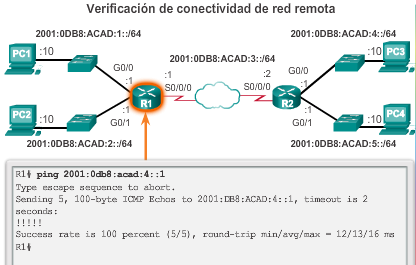 Verificación de conectividad de red remota
2001:0DB8:ACAD:1::/64
2001:0DB8:ACAD:4::/64
PC1
:10
G0/0
:1
2001:0DB8:ACAD:3::/64
:1
S0/0/0
:2
S0/0/0
G0/0
:1
:10
PC3
R1
R2
PC2
:10
:1
G0/1
:1
G0/1
:10
PC4
2001:0DB8:ACAD:2::/64
2001:0DB8:ACAD:5::/64
R1# ping 2001:0db8:acad:4::1
Type escape sequence to abort.
Sending 5, 100-byte ICMP Echos to 2001:DB8:ACAD:4::1, timeout is 2
seconds:
!!!!!
Success rate is 100 percent (5/5), round-trip min/avg/max = 12/13/16 ms
R1#